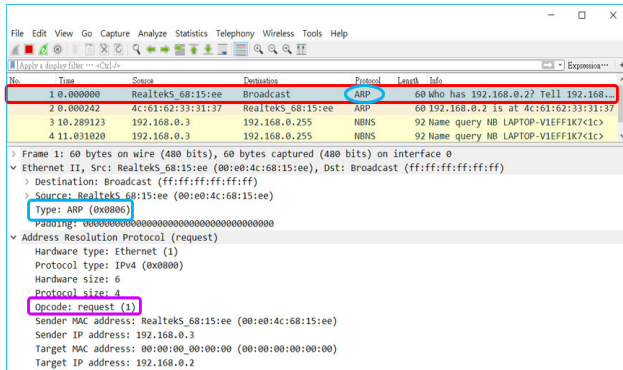 File Edit View Go Capture Analyze Statistics Telephony Wireless Tools Help
Apply a display filter ... <Ctrl-/> Expression...
No. Time Source Destination Protocol Length Info
1 0.000000 RealtekS_68:15:ee Broadcast ARP 60 Who has 192.168.0.2? Tell 192.168...
2 0.000242 4c:61:62:33:31:37 RealtekS_68:15:ee ARP 60 192.168.0.2 is at 4c:61:62:33:31:37
3 10.289123 192.168.0.3 192.168.0.255 NBNS 92 Name query NB LAPTOP-V1EFF1K7<1c>
4 11.031020 192.168.0.3 192.168.0.255 NBNS 92 Name query NB LAPTOP-V1EFF1K7<1c>
Frame 1: 60 bytes on wire (480 bits), 60 bytes captured (480 bits) on interface 0
Ethernet II, Src: RealtekS_68:15:ee (00:e0:4c:68:15:ee), Dst: Broadcast (ff:ff:ff:ff:ff:ff)
Destination: Broadcast (ff:ff:ff:ff:ff:ff)
Source: RealtekS_68:15:ee (00:e0:4c:68:15:ee)
Type: ARP (0x0806)
Padding: 000000000000000000000000000000000000
Address Resolution Protocol (request)
Hardware type: Ethernet (1)
Protocol type: IPv4 (0x0800)
Hardware size: 6
Protocol size: 4
Opcode: request (1)
Sender MAC address: RealtekS_68:15:ee (00:e0:4c:68:15:ee)
Sender IP address: 192.168.0.3
Target MAC address: 00:00:00_00:00:00 (00:00:00:00:00:00)
Target IP address: 192.168.0.2